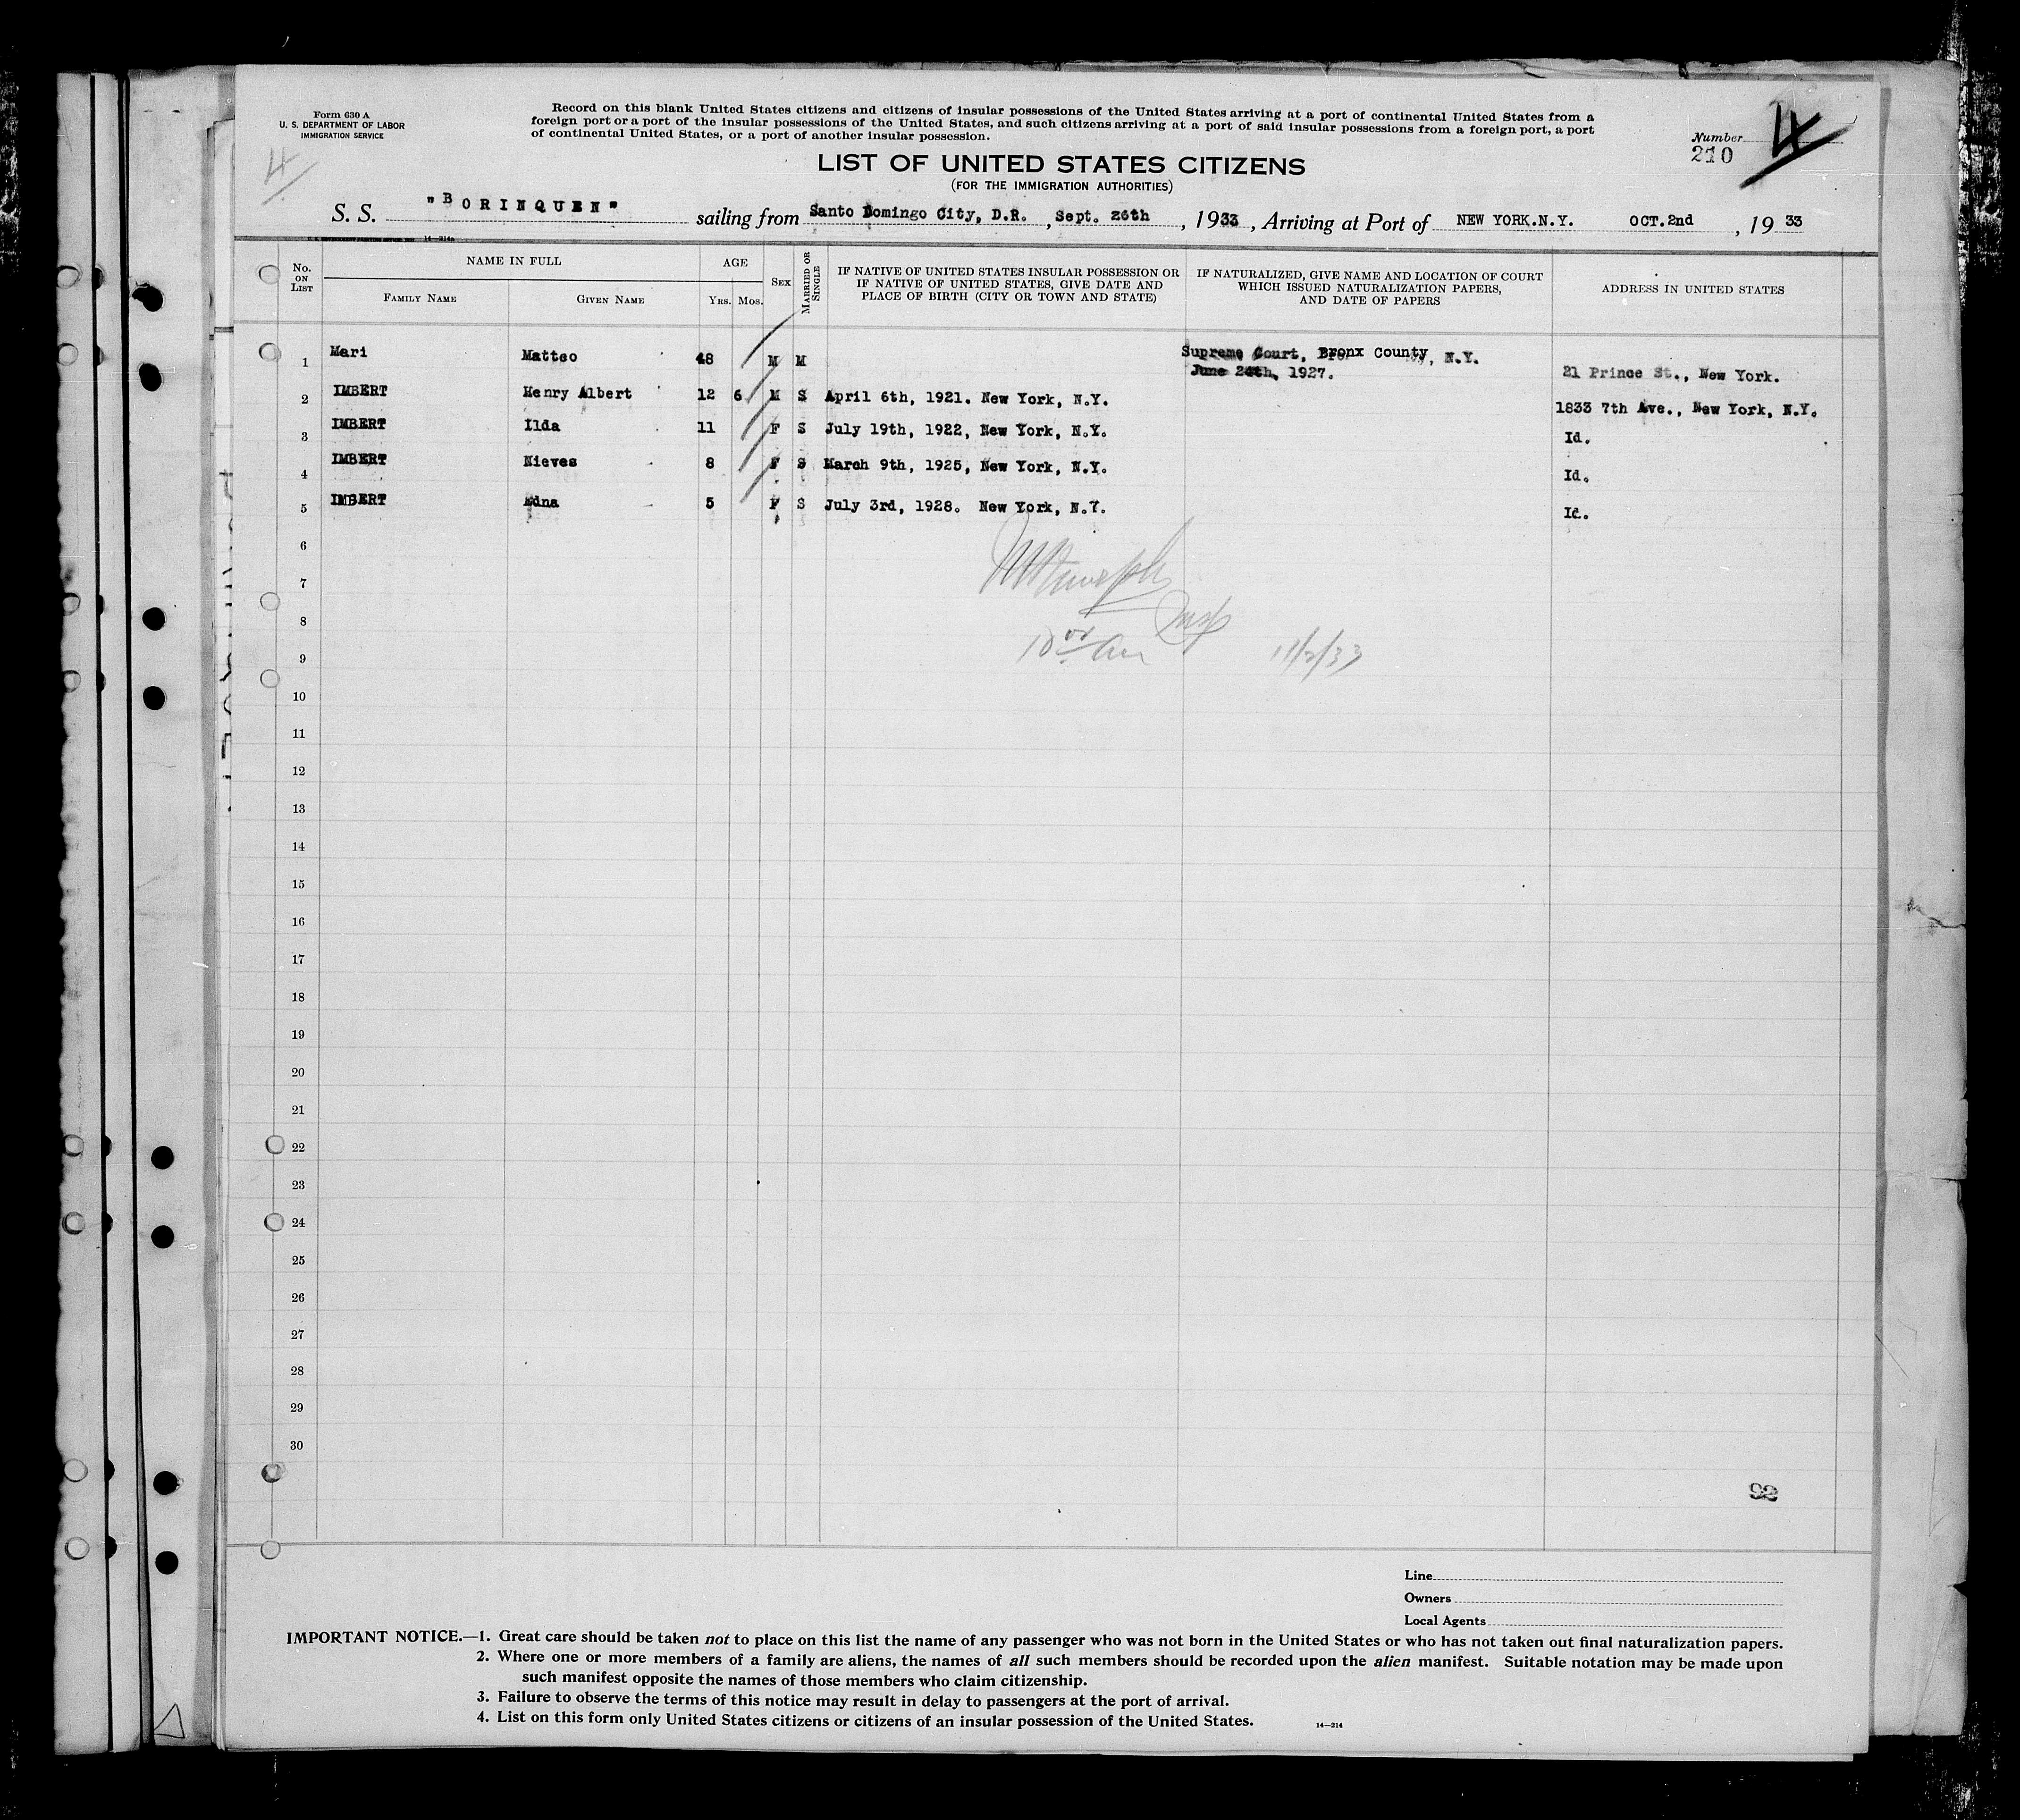 Form 630 A
U. S. DEPARTMENT OF LABOR
IMMIGRATION SERVICE
4
Record on this blank United States citizens and citizens of insular possessions of the United States arriving at a port of continental United States from a
foreign port or a port of the insular possessions of the United States, and such citizens arriving at a port of said insular possessions from a foreign port, a port
of continental United States, or a port of another insular possession.
Number 4
210
LIST OF UNITED STATES CITIZENS
(FOR THE IMMIGRATION AUTHORITIES)
S. S. "BORINQUEN" sailing from Santo Domingo City, D.R. , Sept. 26th , 1933 , Arriving at Port of NEW YORK.N.Y. OCT.2nd , 19 33
14—214a
No. ON LIST
NAME IN FULL
FAMILY NAME
GIVEN NAME
AGE
YRS. MOS.
SEX
MARRIED OR SINGLE
IF NATIVE OF UNITED STATES INSULAR POSSESSION OR
IF NATIVE OF UNITED STATES, GIVE DATE AND
PLACE OF BIRTH (CITY OR TOWN AND STATE)
IF NATURALIZED, GIVE NAME AND LOCATION OF COURT
WHICH ISSUED NATURALIZATION PAPERS,
AND DATE OF PAPERS
ADDRESS IN UNITED STATES
1 Mari Matteo 48 M M Supreme Court, Bronx County, N.Y.
June 24th, 1927. 21 Prince St., New York.
2 IMBERT Henry Albert 12 6 M S April 6th, 1921. New York, N.Y. 1833 7th Ave., New York, N.Y.
3 IMBERT Ilda 11 F S July 19th, 1922, New York, N.Y. Id.
4 IMBERT Nieves 8 F S March 9th, 1925, New York, N.Y. Id.
5 IMBERT Edna 5 F S July 3rd, 1928. New York, N.Y. Id.
6
7
8 Insp
9 11/2/33
10
11
12
13
14
15
16
17
18
19
20
21
22
23
24
25
26
27
28
29
30
92
Line
Owners
Local Agents
IMPORTANT NOTICE.—1. Great care should be taken not to place on this list the name of any passenger who was not born in the United States or who has not taken out final naturalization papers.
2. Where one or more members of a family are aliens, the names of all such members should be recorded upon the alien manifest. Suitable notation may be made upon
such manifest opposite the names of those members who claim citizenship.
3. Failure to observe the terms of this notice may result in delay to passengers at the port of arrival.
4. List on this form only United States citizens or citizens of an insular possession of the United States.
14—214